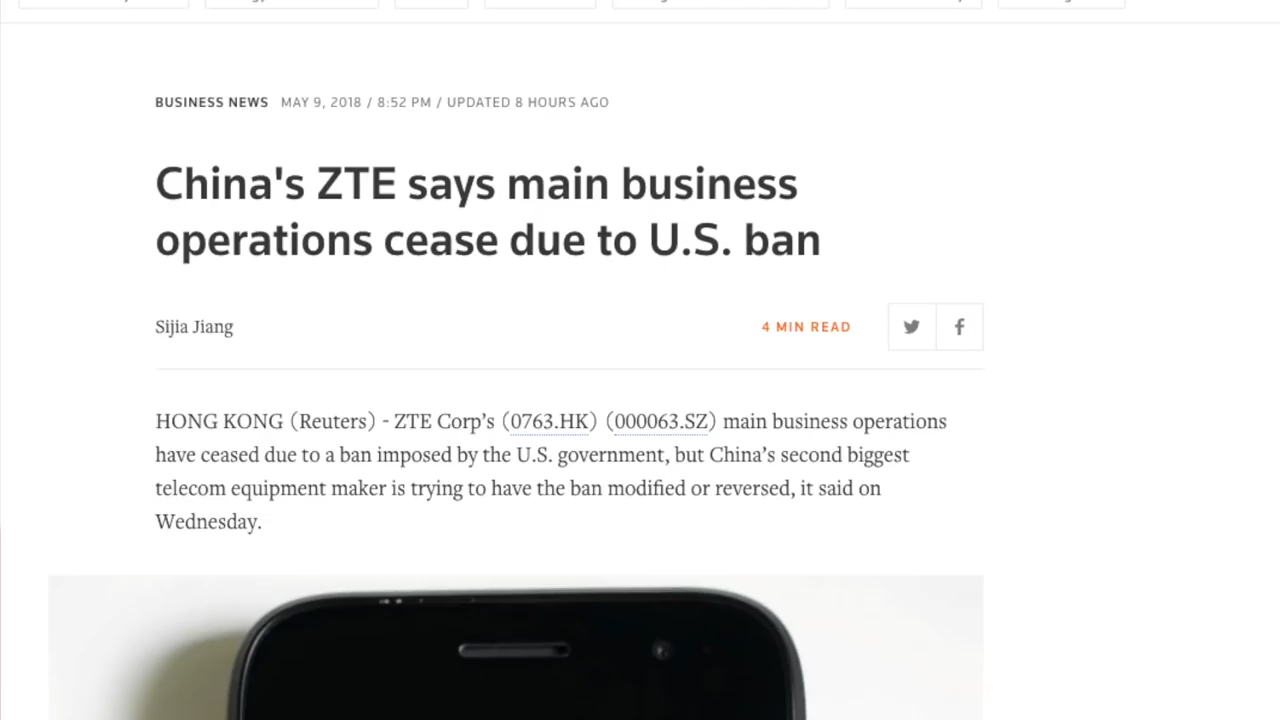 BUSINESS NEWS MAY 9, 2018 / 8:52 PM / UPDATED 8 HOURS AGO
China's ZTE says main business
operations cease due to U.S. ban
Sijia Jiang
4 MIN READ
HONG KONG (Reuters) - ZTE Corp’s (0763.HK) (000063.SZ) main business operations
have ceased due to a ban imposed by the U.S. government, but China’s second biggest
telecom equipment maker is trying to have the ban modified or reversed, it said on
Wednesday.